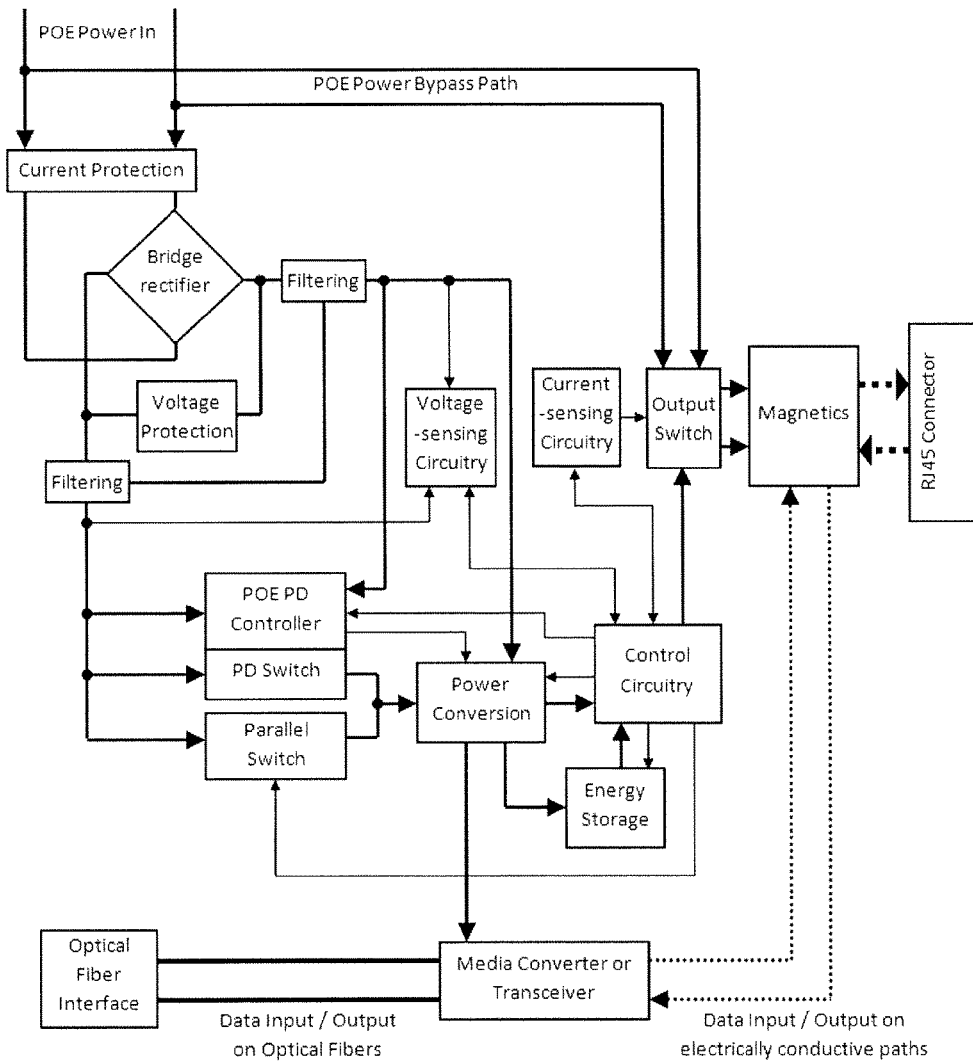 POE Power In
POE Power Bypass Path
Current Protection
Bridge
rectifier
Filtering
Voltage
Protection
Voltage
-sensing
Circuitry
Current
-sensing
Circuitry
Output
Switch
Magnetics
RJ45 Connector
Filtering
POE PD
Controller
PD Switch
Parallel
Switch
Power
Conversion
Control
Circuitry
Energy
Storage
Optical
Fiber
Interface
Media Converter or
Transceiver
Data Input / Output
on Optical Fibers
Data Input / Output on
electrically conductive paths